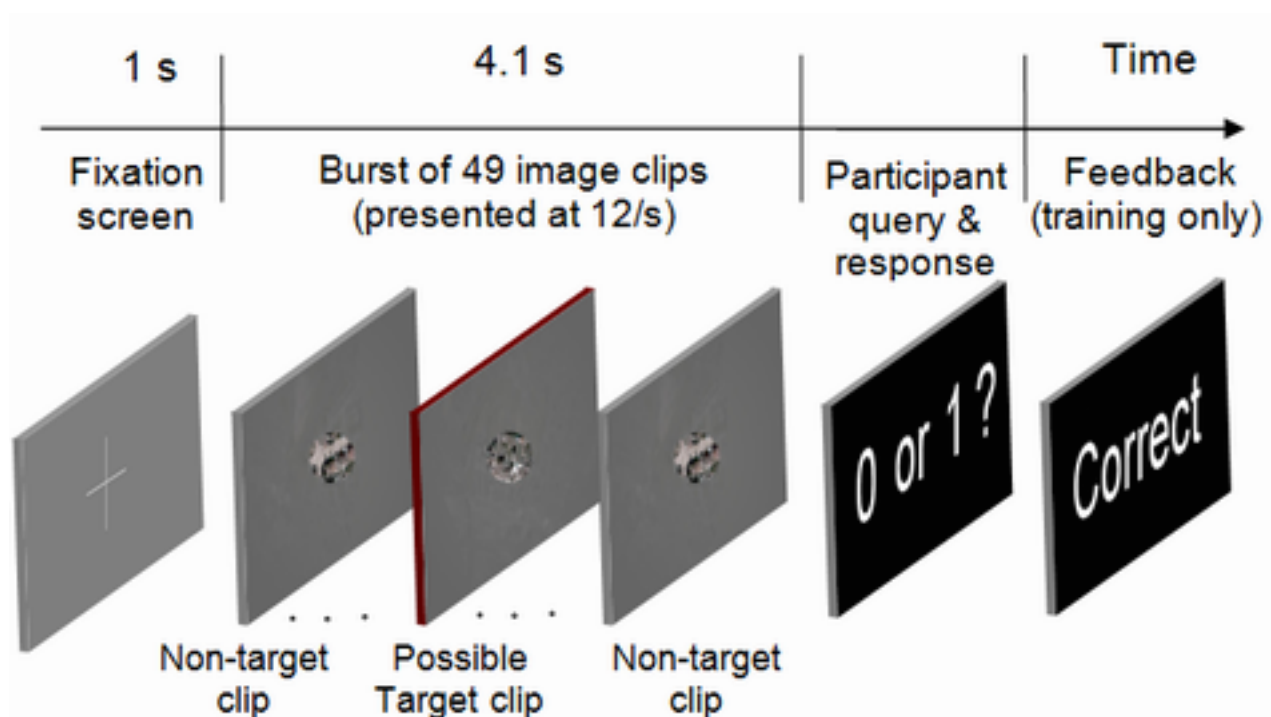 1 s
4.1 s
Time
Fixation
screen
Burst of 49 image clips
(presented at 12/s)
Participant
query &
response
Feedback
(training only)
0 or 1 ?
Correct
Non-target
clip
Possible
Target clip
Non-target
clip